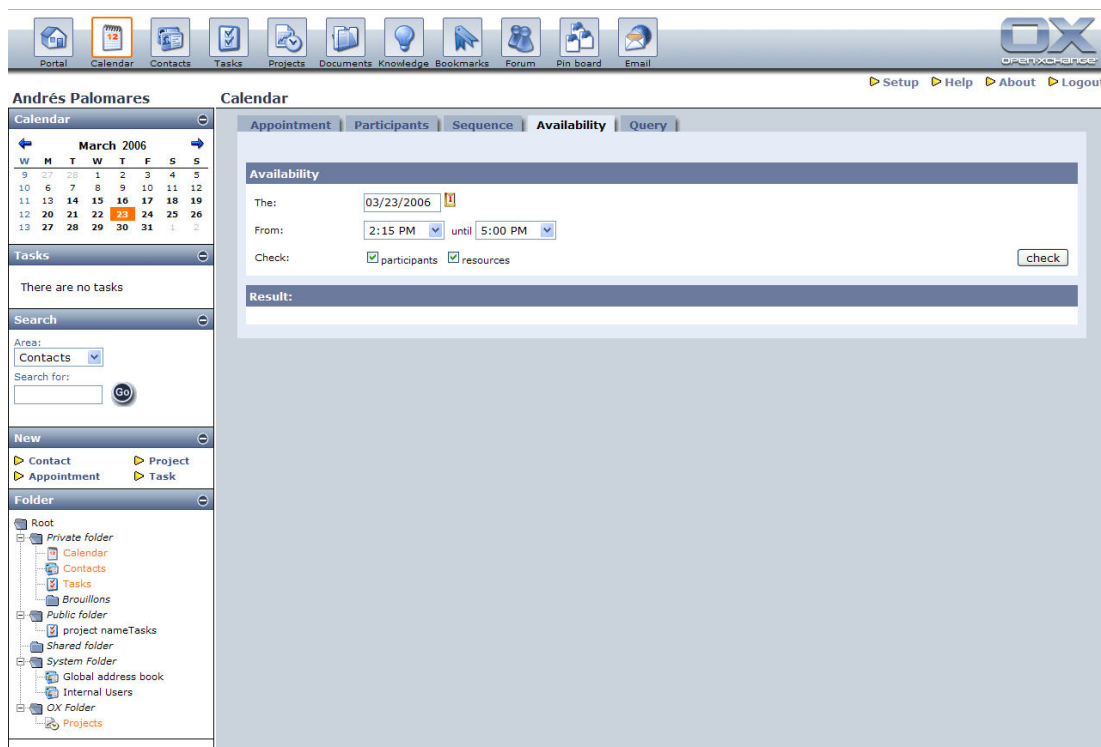 12
Portal Calendar Contacts Tasks Projects Documents Knowledge Bookmarks Forum Pin board Email
OX
OPEN-XCHANGE
Setup Help About Logout
Andrés Palomares
Calendar
March 2006
W M T W T F S S
9 27 28 1 2 3 4 5
10 6 7 8 9 10 11 12
11 13 14 15 16 17 18 19
12 20 21 22 23 24 25 26
13 27 28 29 30 31 1 2
Tasks
There are no tasks
Search
Area:
Contacts
Search for:
Go
New
Contact Project
Appointment Task
Folder
Root
Private folder
Calendar
Contacts
Tasks
Brouillons
Public folder
project nameTasks
Shared folder
System Folder
Global address book
Internal Users
OX Folder
Projects
Calendar
Appointment Participants Sequence Availability Query
Availability
The: 03/23/2006
From: 2:15 PM until 5:00 PM
Check: participants resources check
Result: